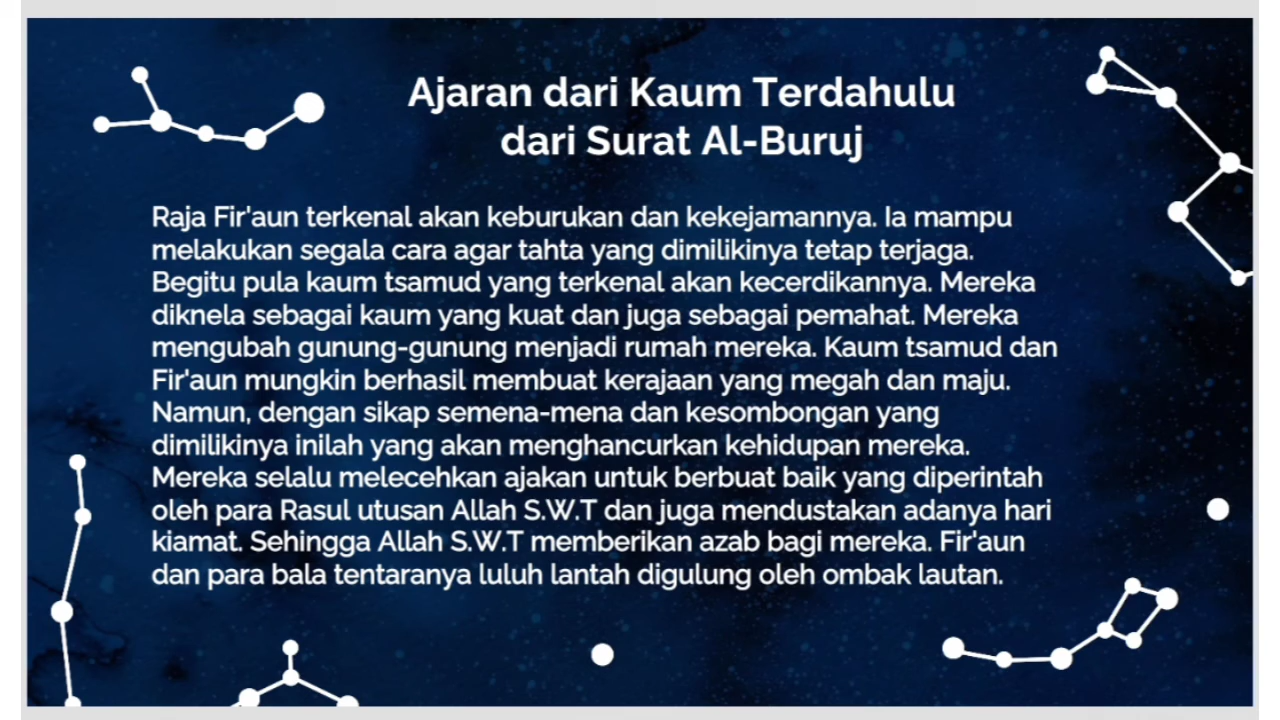 Ajaran dari Kaum Terdahulu
dari Surat Al-Buruj
Raja Fir'aun terkenal akan keburukan dan kekejamannya. Ia mampu
melakukan segala cara agar tahta yang dimilikinya tetap terjaga.
Begitu pula kaum tsamud yang terkenal akan kecerdikannya. Mereka
diknela sebagai kaum yang kuat dan juga sebagai pemahat. Mereka
mengubah gunung-gunung menjadi rumah mereka. Kaum tsamud dan
Fir'aun mungkin berhasil membuat kerajaan yang megah dan maju.
Namun, dengan sikap semena-mena dan kesombongan yang
dimilikinya inilah yang akan menghancurkan kehidupan mereka.
Mereka selalu melecehkan ajakan untuk berbuat baik yang diperintah
oleh para Rasul utusan Allah S.W.T dan juga mendustakan adanya hari
kiamat. Sehingga Allah S.W.T memberikan azab bagi mereka. Fir'aun
dan para bala tentaranya luluh lantah digulung oleh ombak lautan.